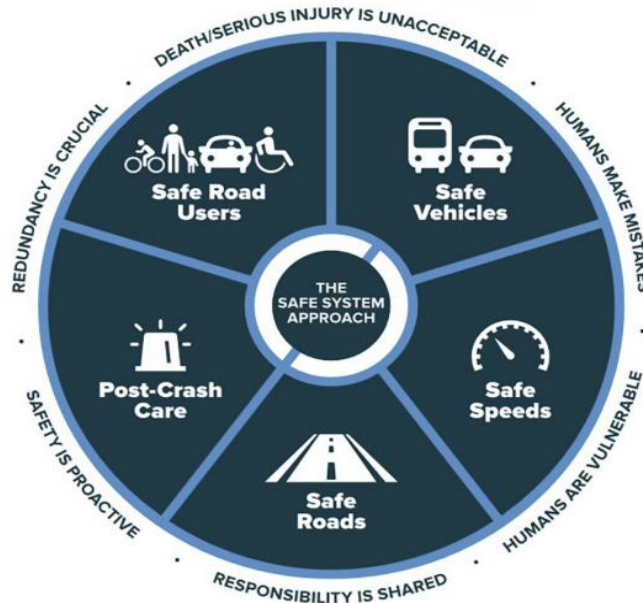 DEATH/SERIOUS INJURY IS UNACCEPTABLE
HUMANS MAKE MISTAKES
HUMANS ARE VULNERABLE
RESPONSIBILITY IS SHARED
SAFETY IS PROACTIVE
REDUNDANCY IS CRUCIAL
Safe Road
Users
Safe
Vehicles
Safe
Speeds
Safe
Roads
Post-Crash
Care
THE
SAFE SYSTEM
APPROACH